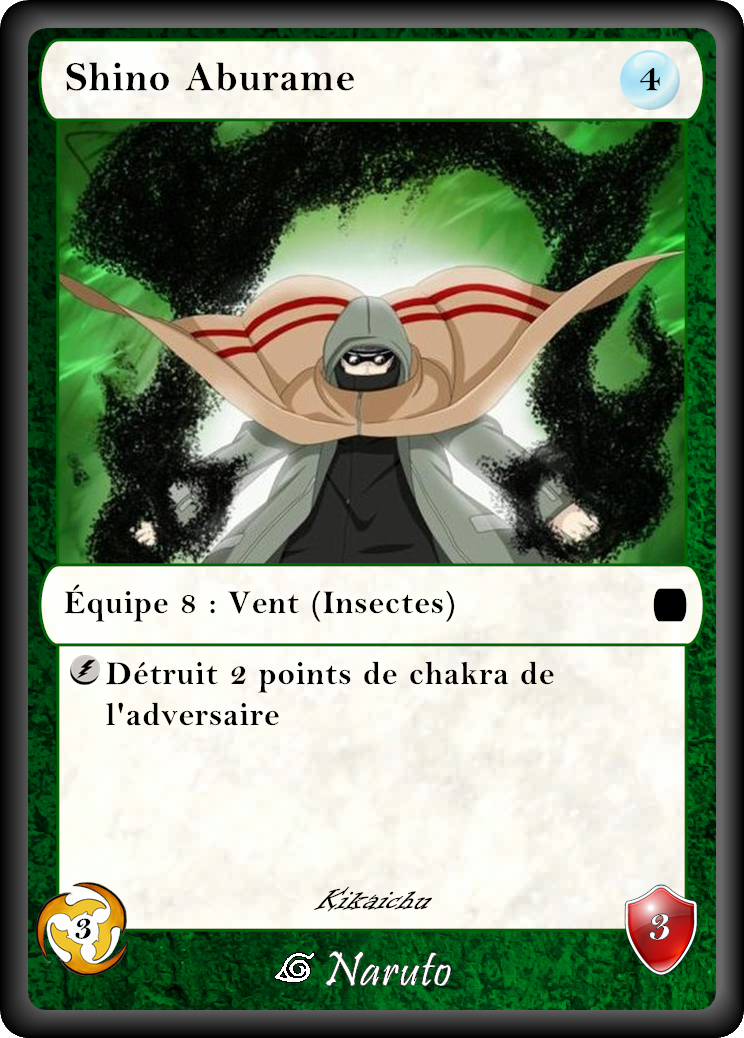 Shino Aburame
4
Équipe 8 : Vent (Insectes)
Détruit 2 points de chakra de
l'adversaire
Kikaichu
3
3
Naruto